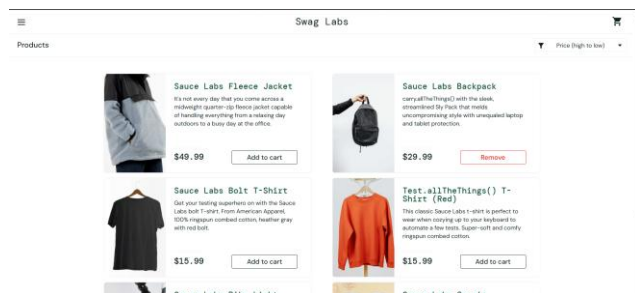 Swag Labs
Products
Price (high to low)
Sauce Labs Fleece Jacket
It's not every day that you come across a
midweight quarter-zip fleece jacket capable
of handling everything from a relaxing day
outdoors to a busy day at the office.
$49.99
Add to cart
Sauce Labs Backpack
carry.allTheThings() with the sleek,
streamlined Sly Pack that melds
uncompromising style with unequaled laptop
and tablet protection.
$29.99
Remove
Sauce Labs Bolt T-Shirt
Get your testing superhero on with the Sauce
Labs bolt T-shirt. From American Apparel,
100% ringspun combed cotton, heather gray
with red bolt.
$15.99
Add to cart
Test.allTheThings() T-
Shirt (Red)
This classic Sauce Labs t-shirt is perfect to
wear when cozying up to your keyboard to
automate a few tests. Super-soft and comfy
ringspun combed cotton.
$15.99
Add to cart